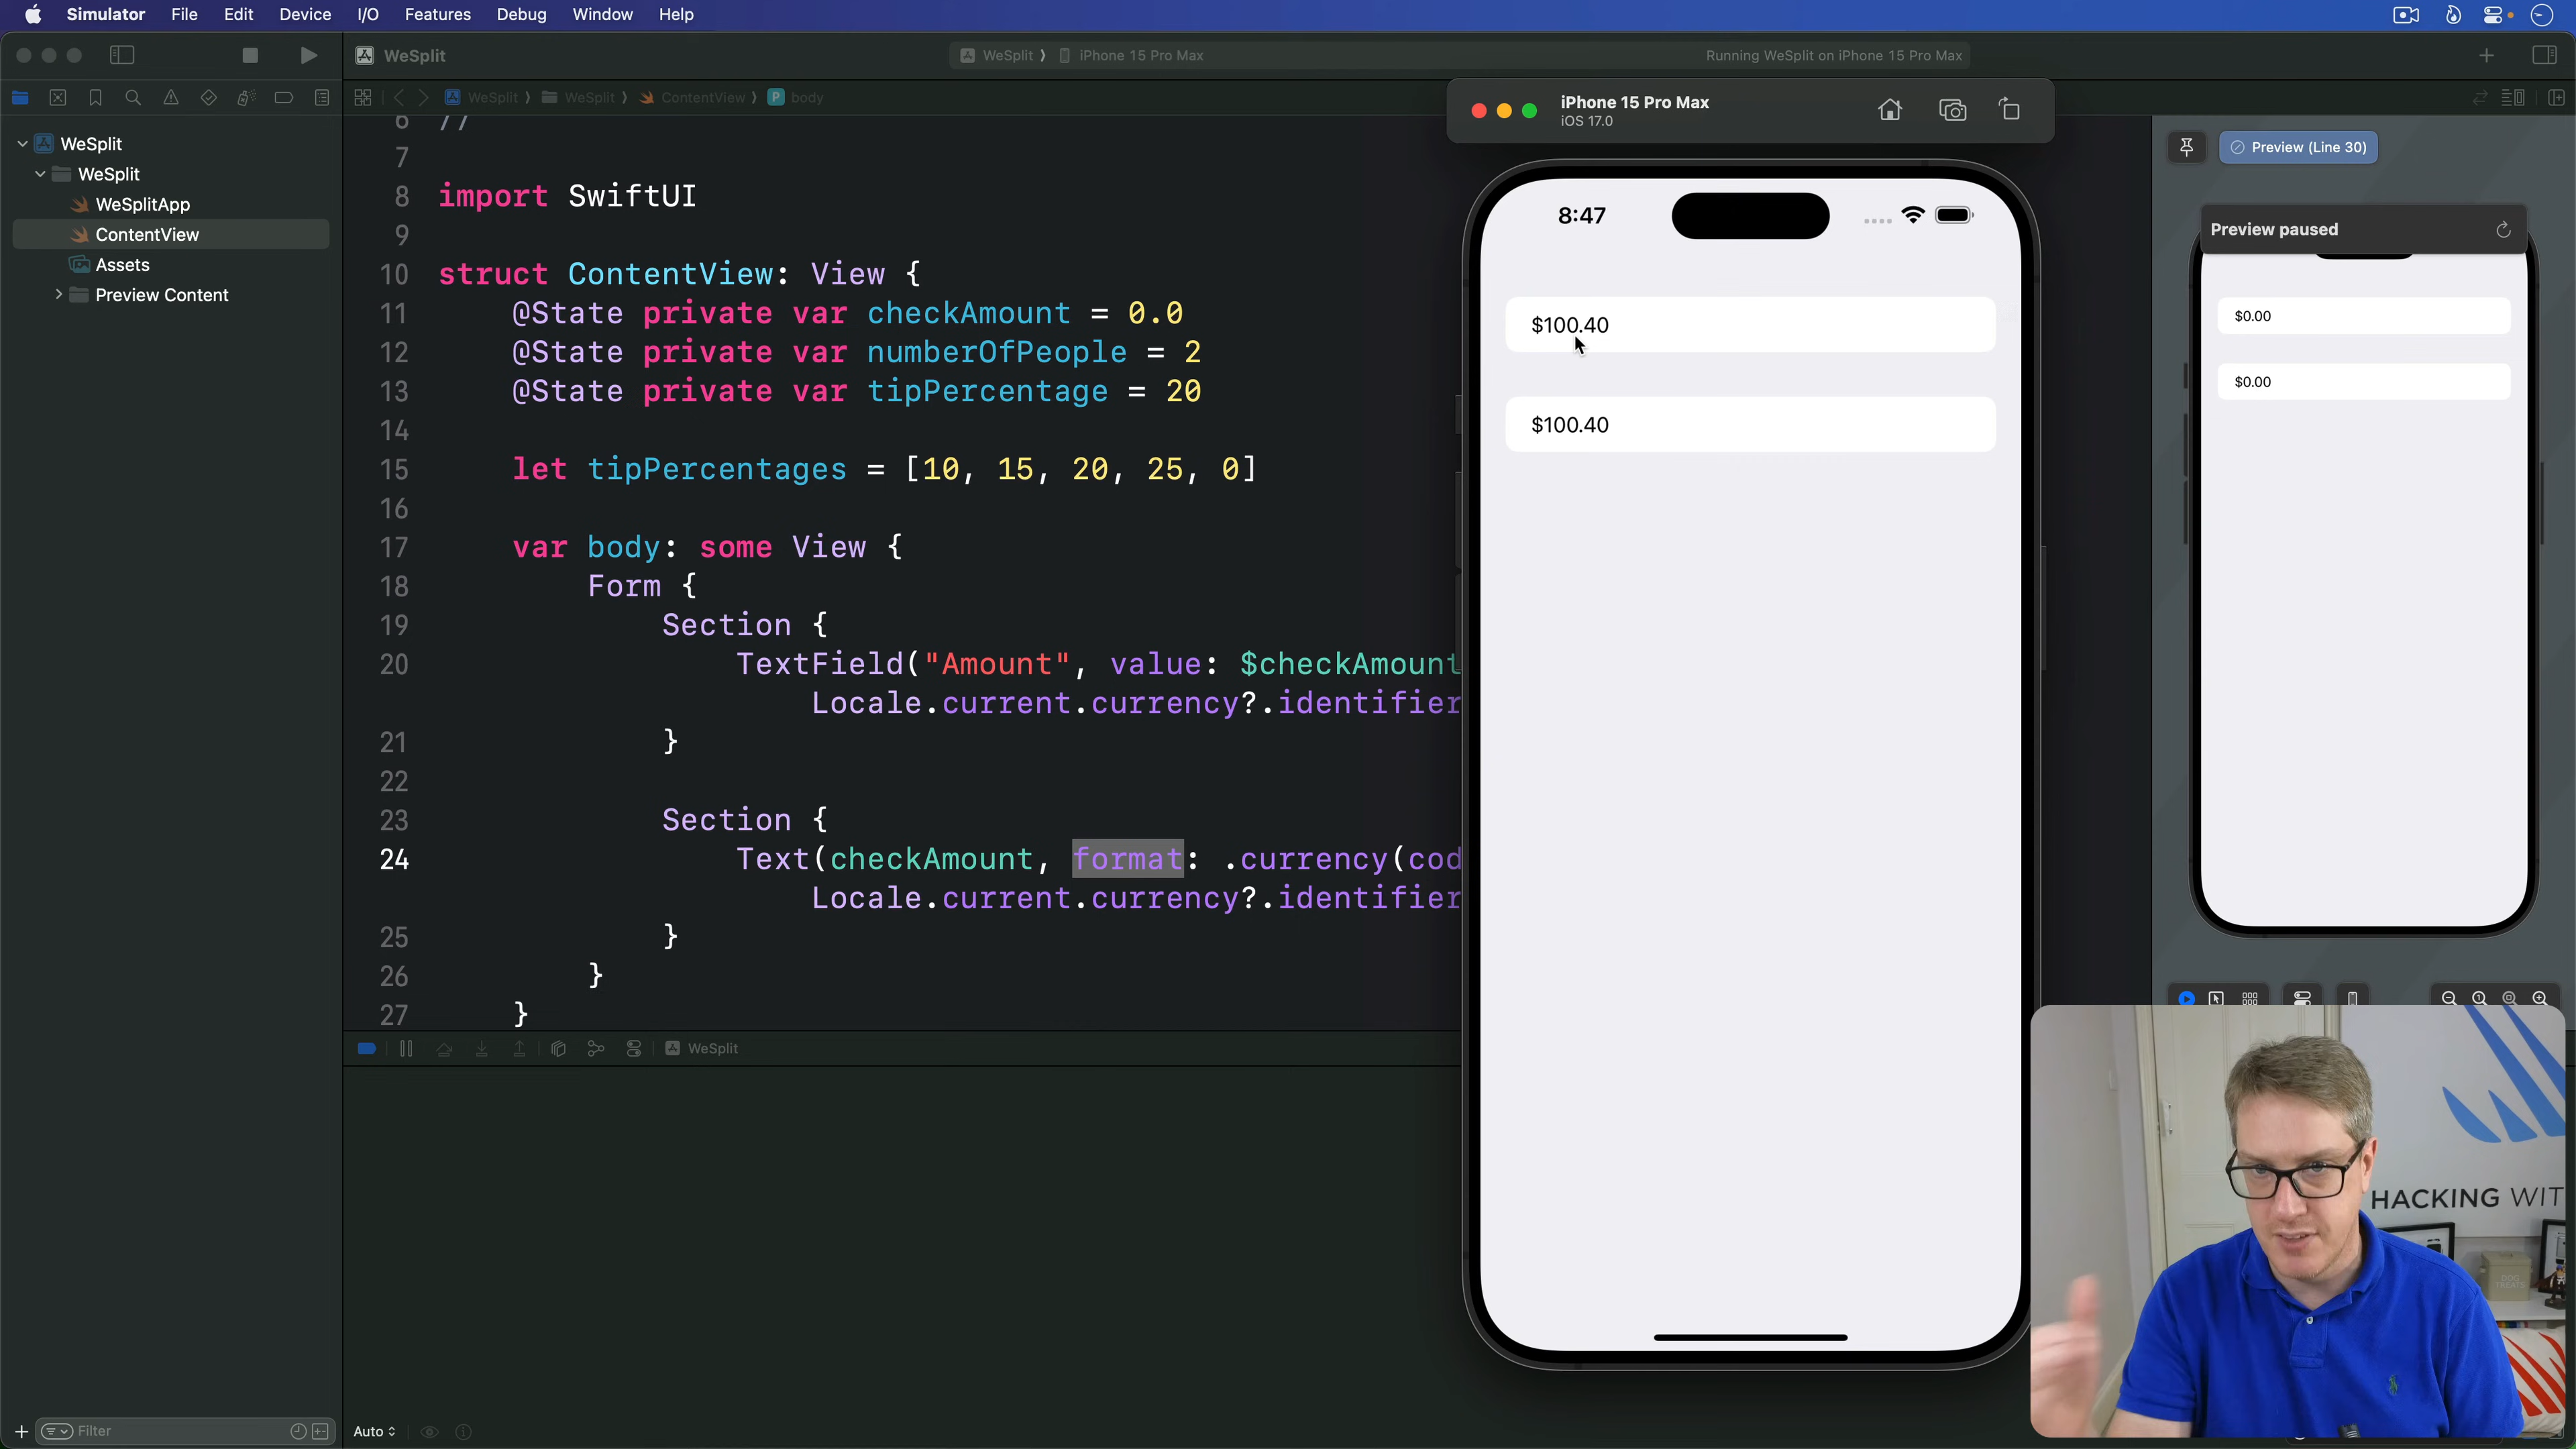 Simulator File Edit Device I/O Features Debug Window Help
WeSplit
WeSplit ⟩ iPhone 15 Pro Max
Running WeSplit on iPhone 15 Pro Max
WeSplit ⟩ WeSplit ⟩ ContentView ⟩ P body
WeSplit
WeSplit
WeSplitApp
ContentView
Assets
Preview Content
6 //
7
8 import SwiftUI
9
10 struct ContentView: View {
11 @State private var checkAmount = 0.0
12 @State private var numberOfPeople = 2
13 @State private var tipPercentage = 20
14
15 let tipPercentages = [10, 15, 20, 25, 0]
16
17 var body: some View {
18 Form {
19 Section {
20 TextField("Amount", value: $checkAmount
Locale.current.currency?.identifier
21 }
22
23 Section {
24 Text(checkAmount, format: .currency(cod
Locale.current.currency?.identifier
25 }
26 }
27 }
iPhone 15 Pro Max
iOS 17.0
8:47
$100.40
$100.40
Preview (Line 30)
Preview paused
$0.00
$0.00
WeSplit
Filter
Auto
HACKING WIT